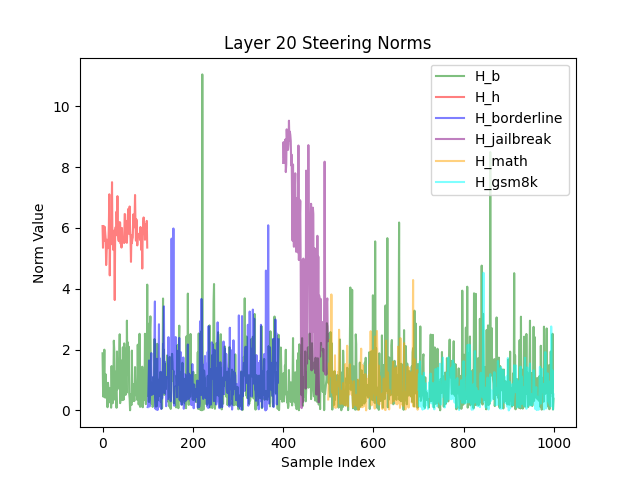 Layer 20 Steering Norms
H_b
H_h
H_borderline
H_jailbreak
H_math
H_gsm8k
10
8
6
4
2
0
Norm Value
0
200
400
600
800
1000
Sample Index